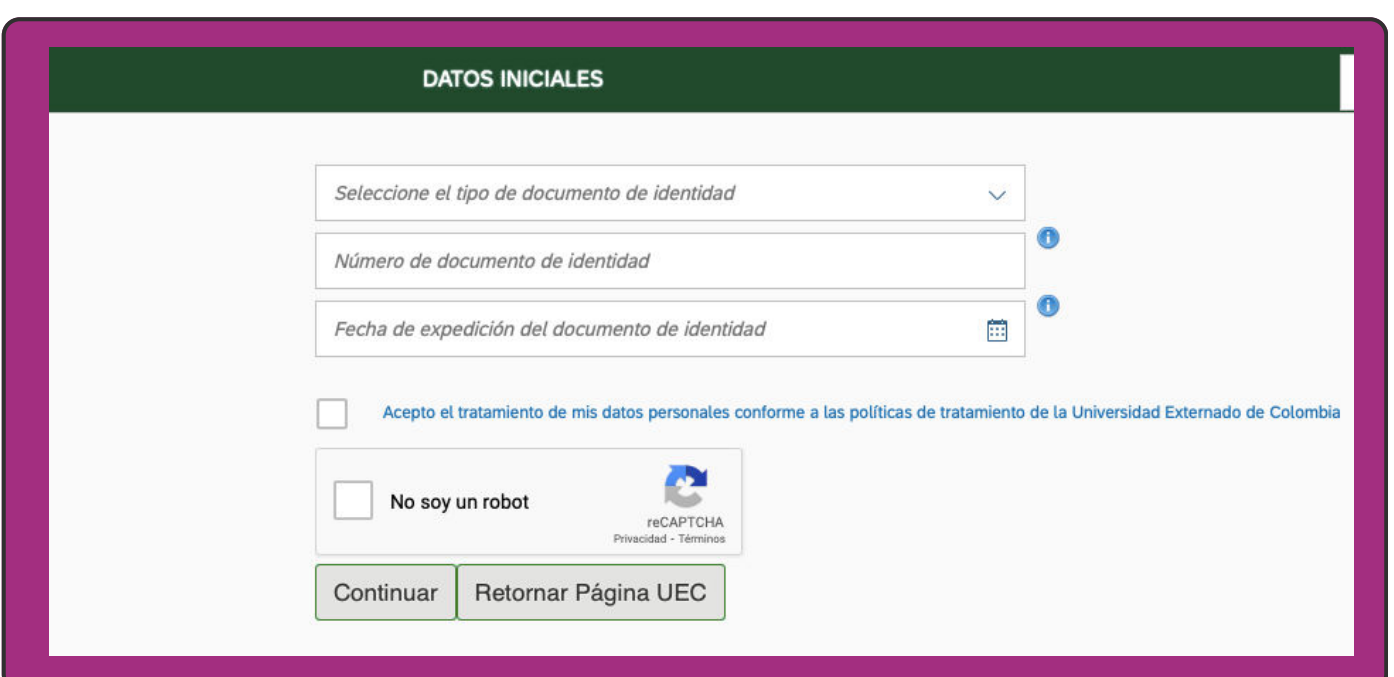 DATOS INICIALES
Seleccione el tipo de documento de identidad
Número de documento de identidad
Fecha de expedición del documento de identidad
Acepto el tratamiento de mis datos personales conforme a las políticas de tratamiento de la Universidad Externado de Colombia
No soy un robot
reCAPTCHA
Privacidad - Términos
Continuar
Retornar Página UEC